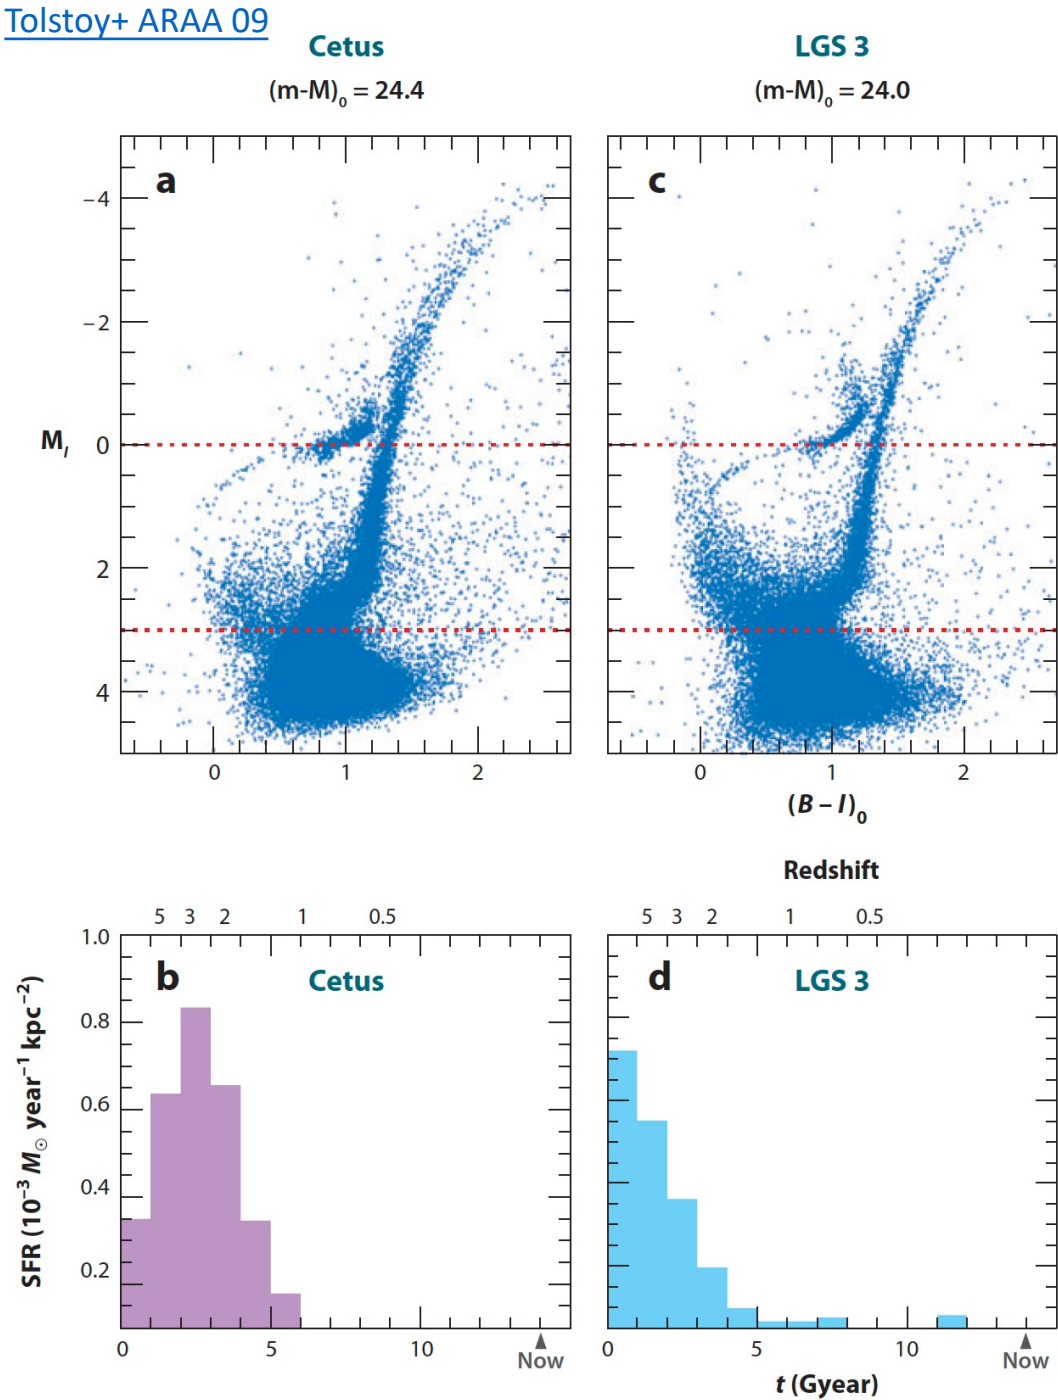 Tolstoy+ ARAA 09
Cetus
(m-M)₀ = 24.4
LGS 3
(m-M)₀ = 24.0
a
c
−4
−2
M_I 0
2
4
0 1 2
0 1 2
(B – I)₀
Redshift
5 3 2 1 0.5
5 3 2 1 0.5
b Cetus
d LGS 3
SFR (10⁻³ M☉ year⁻¹ kpc⁻²)
1.0
0.8
0.6
0.4
0.2
0 5 10
Now
0 5 10
Now
t (Gyear)